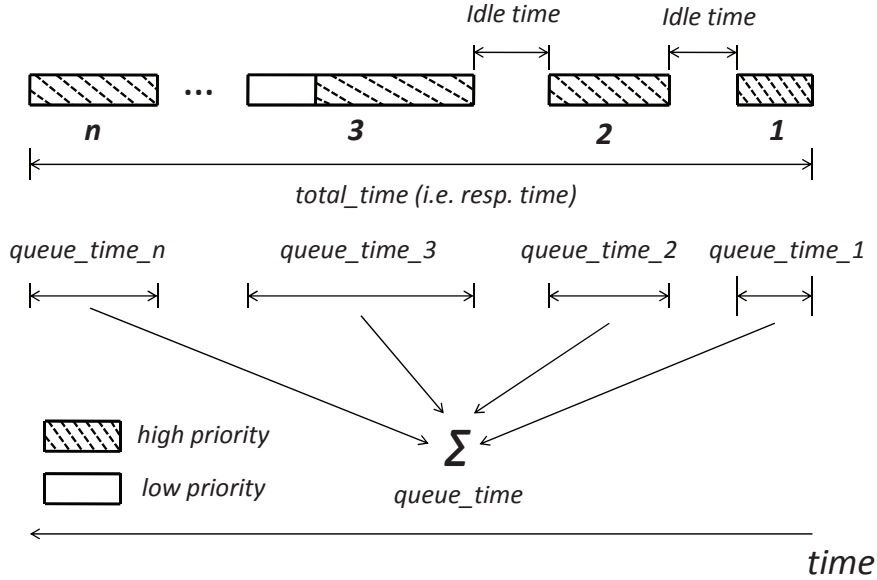 Idle time Idle time
...
n 3 2 1
total_time (i.e. resp. time)
queue_time_n queue_time_3 queue_time_2 queue_time_1
high priority
Σ
low priority
queue_time
time